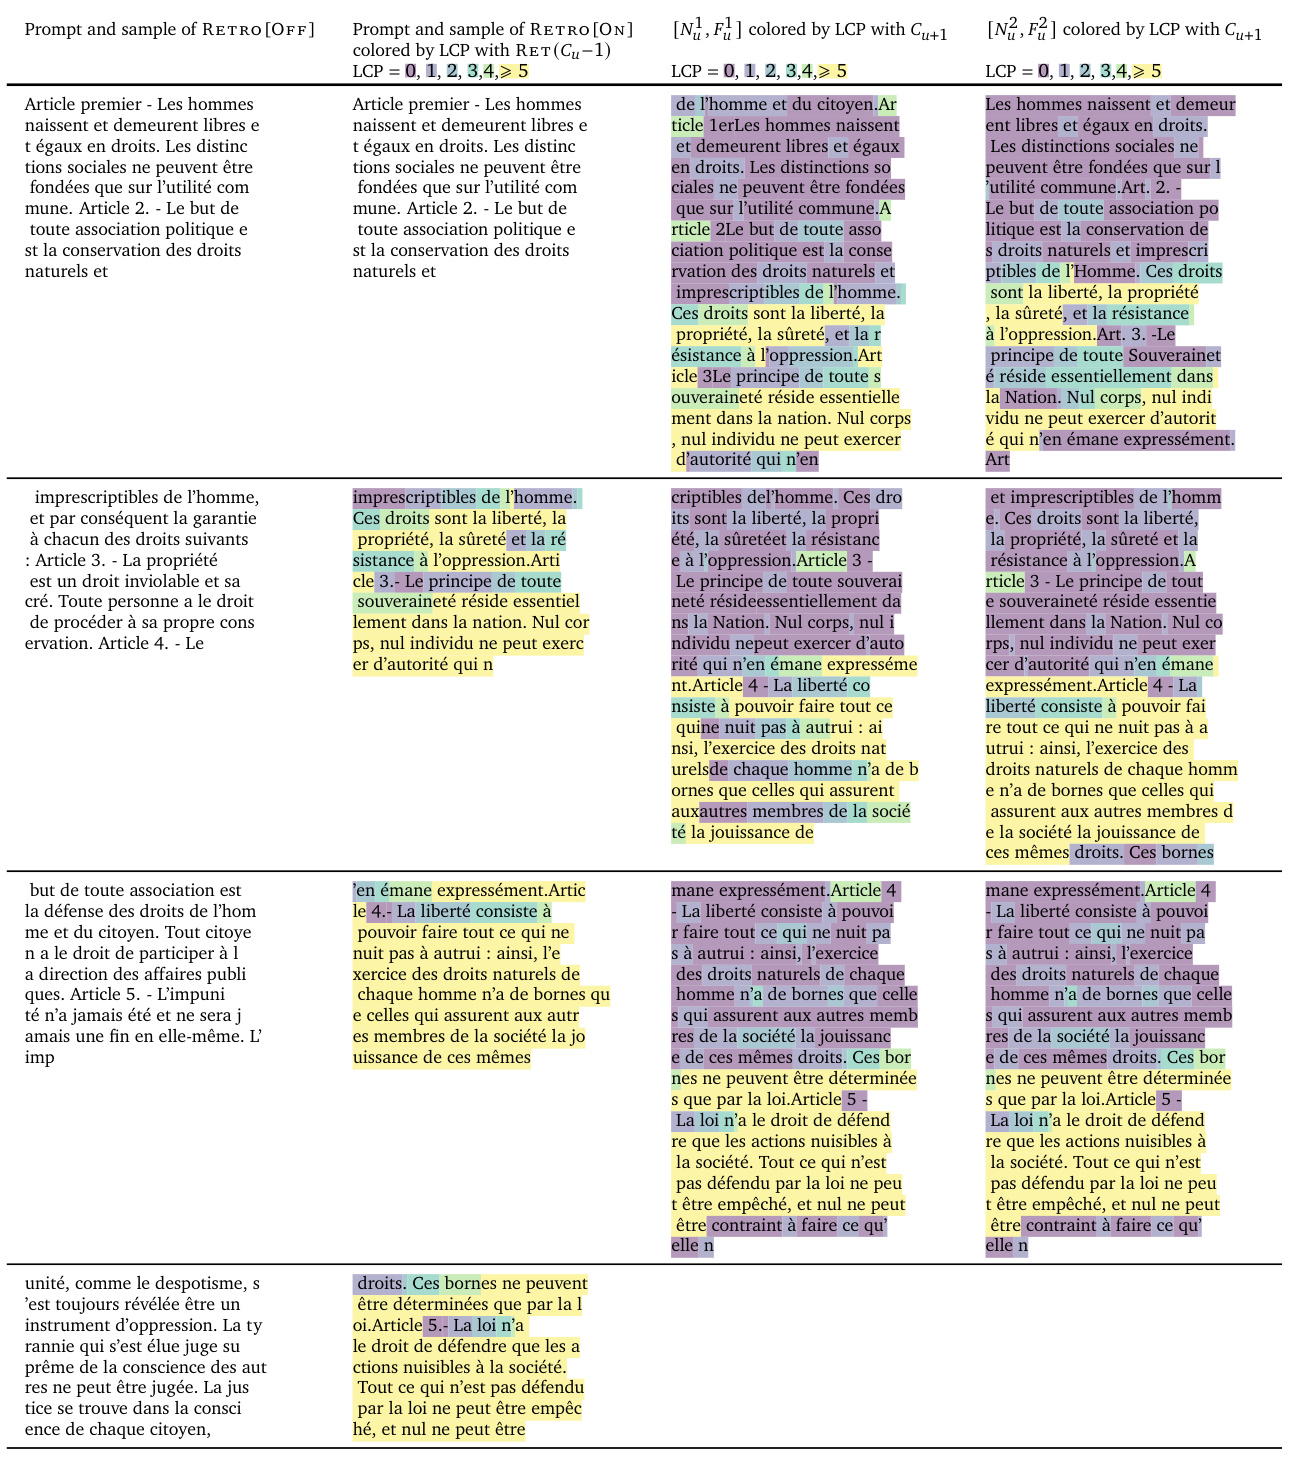 Prompt and sample of RETRO[OFF]
Prompt and sample of RETRO[ON]
colored by LCP with RET(Cu−1)
LCP = 0, 1, 2, 3,4,⩾ 5
[N¹u, F¹u] colored by LCP with Cu+1
LCP = 0, 1, 2, 3,4,⩾ 5
[N²u, F²u] colored by LCP with Cu+1
LCP = 0, 1, 2, 3,4,⩾ 5
Article premier - Les hommes
naissent et demeurent libres e
t égaux en droits. Les distinc
tions sociales ne peuvent être
fondées que sur l'utilité com
mune. Article 2. - Le but de
toute association politique e
st la conservation des droits
naturels et
Article premier - Les hommes
naissent et demeurent libres e
t égaux en droits. Les distinc
tions sociales ne peuvent être
fondées que sur l'utilité com
mune. Article 2. - Le but de
toute association politique e
st la conservation des droits
naturels et
de l'homme et du citoyen.Ar
ticle 1erLes hommes naissent
et demeurent libres et égaux
en droits. Les distinctions so
ciales ne peuvent être fondées
que sur l'utilité commune.A
rticle 2Le but de toute asso
ciation politique est la conse
rvation des droits naturels et
imprescriptibles de l'homme.
Ces droits sont la liberté, la
propriété, la sûreté, et la r
ésistance à l'oppression.Art
icle 3Le principe de toute s
ouveraineté réside essentielle
ment dans la nation. Nul corps
, nul individu ne peut exercer
d'autorité qui n'en
Les hommes naissent et demeur
ent libres et égaux en droits.
Les distinctions sociales ne
peuvent être fondées que sur l
'utilité commune.Art. 2. -
Le but de toute association po
litique est la conservation de
s droits naturels et imprescri
ptibles de l'Homme. Ces droits
sont la liberté, la propriété
, la sûreté, et la résistance
à l'oppression.Art. 3. -Le
principe de toute Souverainet
é réside essentiellement dans
la Nation. Nul corps, nul indi
vidu ne peut exercer d'autorit
é qui n'en émane expressément.
Art
imprescriptibles de l'homme,
et par conséquent la garantie
à chacun des droits suivants
: Article 3. - La propriété
est un droit inviolable et sa
cré. Toute personne a le droit
de procéder à sa propre cons
ervation. Article 4. - Le
imprescriptibles de l'homme.
Ces droits sont la liberté, la
propriété, la sûreté et la ré
sistance à l'oppression.Arti
cle 3.- Le principe de toute
souveraineté réside essentiel
lement dans la nation. Nul cor
ps, nul individu ne peut exerc
er d'autorité qui n
criptibles del'homme. Ces dro
its sont la liberté, la propri
été, la sûretéet la résistanc
e à l'oppression.Article 3 -
Le principe de toute souverai
neté résideessentiellement da
ns la Nation. Nul corps, nul i
ndividu nepeut exercer d'auto
rité qui n'en émane expresséme
nt.Article 4 - La liberté co
nsiste à pouvoir faire tout ce
quine nuit pas à autrui : ai
nsi, l'exercice des droits nat
urelsde chaque homme n'a de b
ornes que celles qui assurent
auxautres membres de la socié
té la jouissance de
et imprescriptibles de l'homm
e. Ces droits sont la liberté,
la propriété, la sûreté et la
résistance à l'oppression.A
rticle 3 - Le principe de tout
e souveraineté réside essentie
llement dans la Nation. Nul co
rps, nul individu ne peut exer
cer d'autorité qui n'en émane
expressément.Article 4 - La
liberté consiste à pouvoir fai
re tout ce qui ne nuit pas à a
utrui : ainsi, l'exercice des
droits naturels de chaque homm
e n'a de bornes que celles qui
assurent aux autres membres d
e la société la jouissance de
ces mêmes droits. Ces bornes
but de toute association est
la défense des droits de l'hom
me et du citoyen. Tout citoye
n a le droit de participer à l
a direction des affaires publi
ques. Article 5. - L'impuni
té n'a jamais été et ne sera j
amais une fin en elle-même. L'
imp
'en émane expressément.Artic
le 4.- La liberté consiste à
pouvoir faire tout ce qui ne
nuit pas à autrui : ainsi, l'e
xercice des droits naturels de
chaque homme n'a de bornes qu
e celles qui assurent aux autr
es membres de la société la jo
uissance de ces mêmes
mane expressément.Article 4
- La liberté consiste à pouvoi
r faire tout ce qui ne nuit pa
s à autrui : ainsi, l'exercice
des droits naturels de chaque
homme n'a de bornes que celle
s qui assurent aux autres memb
res de la société la jouissanc
e de ces mêmes droits. Ces bor
nes ne peuvent être déterminée
s que par la loi.Article 5 -
La loi n'a le droit de défend
re que les actions nuisibles à
la société. Tout ce qui n'est
pas défendu par la loi ne peu
t être empêché, et nul ne peut
être contraint à faire ce qu'
elle n
mane expressément.Article 4
- La liberté consiste à pouvoi
r faire tout ce qui ne nuit pa
s à autrui : ainsi, l'exercice
des droits naturels de chaque
homme n'a de bornes que celle
s qui assurent aux autres memb
res de la société la jouissanc
e de ces mêmes droits. Ces bor
nes ne peuvent être déterminée
s que par la loi.Article 5 -
La loi n'a le droit de défend
re que les actions nuisibles à
la société. Tout ce qui n'est
pas défendu par la loi ne peu
t être empêché, et nul ne peut
être contraint à faire ce qu'
elle n
unité, comme le despotisme, s
'est toujours révélée être un
instrument d'oppression. La ty
rannie qui s'est élue juge su
prême de la conscience des aut
res ne peut être jugée. La jus
tice se trouve dans la consci
ence de chaque citoyen,
droits. Ces bornes ne peuvent
être déterminées que par la l
oi.Article 5.- La loi n'a
le droit de défendre que les a
ctions nuisibles à la société.
Tout ce qui n'est pas défendu
par la loi ne peut être empêc
hé, et nul ne peut être